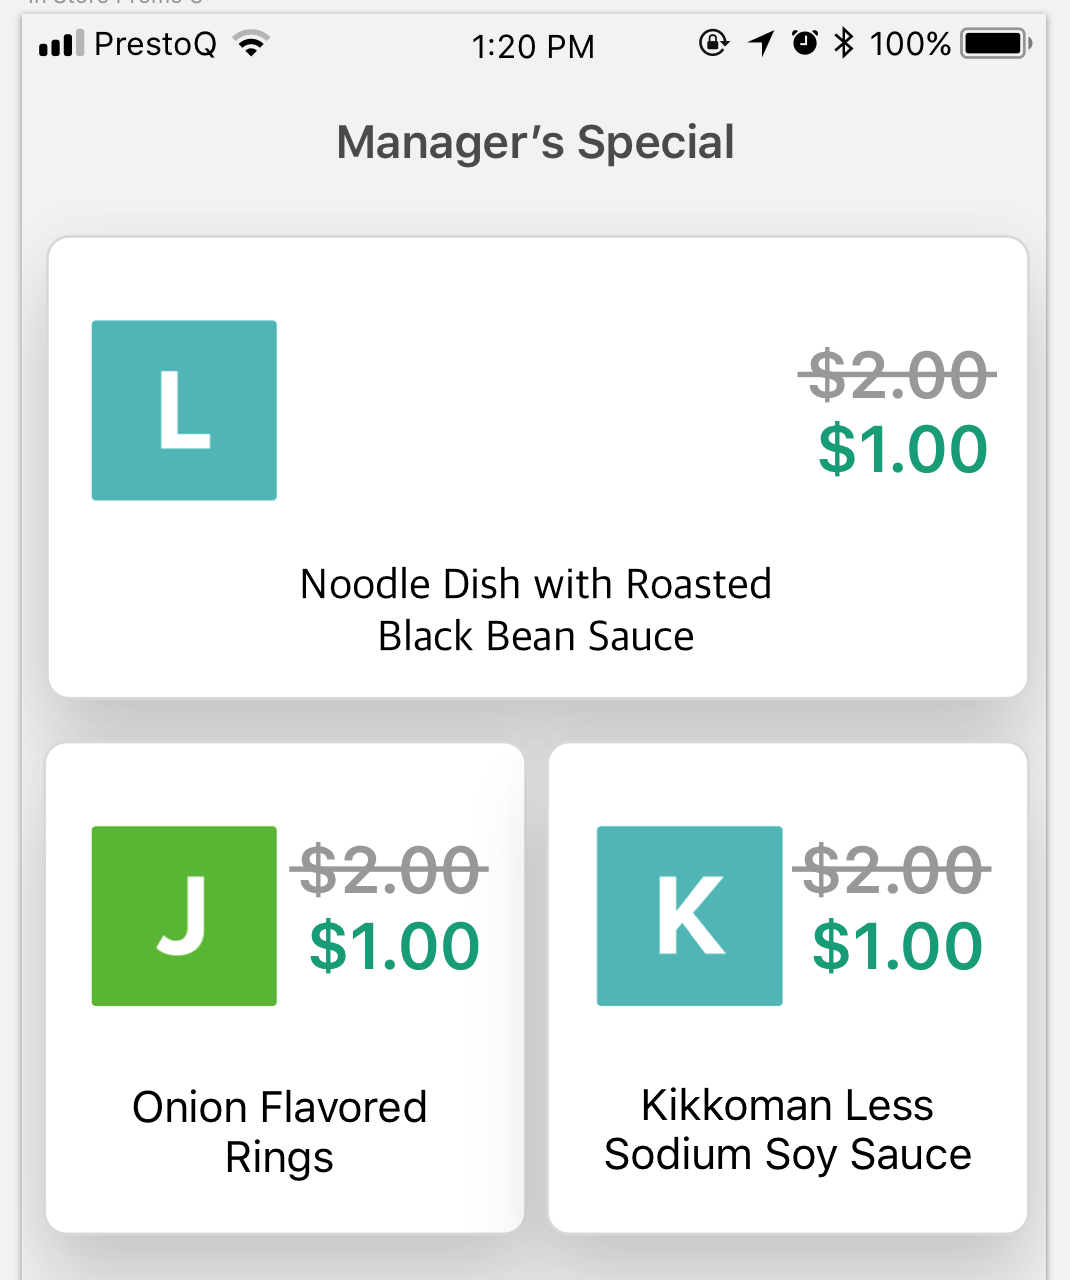 PrestoQ 1:20 PM 100%
Manager’s Special
L
$2.00
$1.00
Noodle Dish with Roasted
Black Bean Sauce
J
$2.00
$1.00
Onion Flavored
Rings
K
$2.00
$1.00
Kikkoman Less
Sodium Soy Sauce